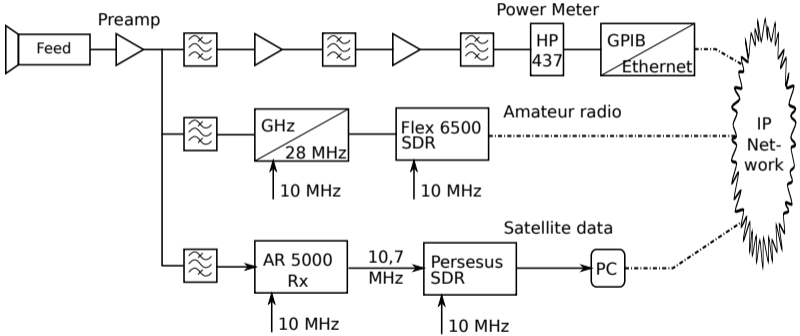 Power Meter
Preamp
Feed
HP
437
GPIB
Ethernet
Amateur radio
GHz
28 MHz
Flex 6500
SDR
10 MHz
10 MHz
IP
Net-
work
Satellite data
AR 5000
Rx
10,7
MHz
Persesus
SDR
PC
10 MHz
10 MHz